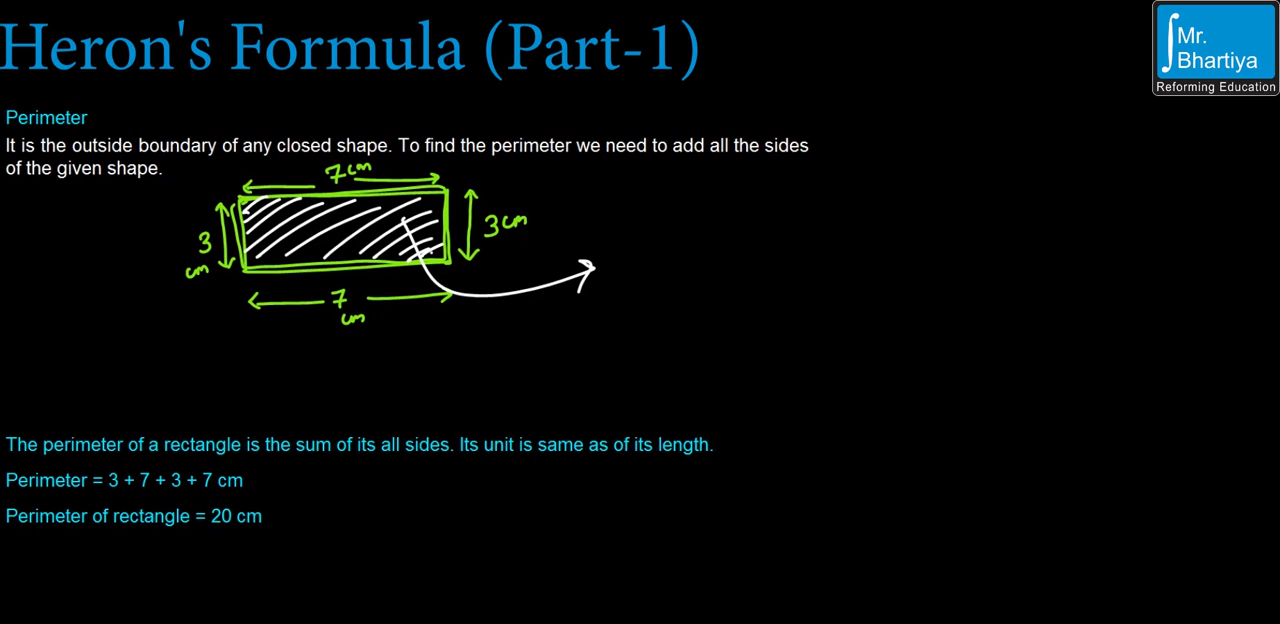 Heron's Formula (Part-1)
Mr.
Bhartiya
Reforming Education
Perimeter
It is the outside boundary of any closed shape. To find the perimeter we need to add all the sides
of the given shape.
7cm
3
cm
3cm
7
cm
The perimeter of a rectangle is the sum of its all sides. Its unit is same as of its length.
Perimeter = 3 + 7 + 3 + 7 cm
Perimeter of rectangle = 20 cm